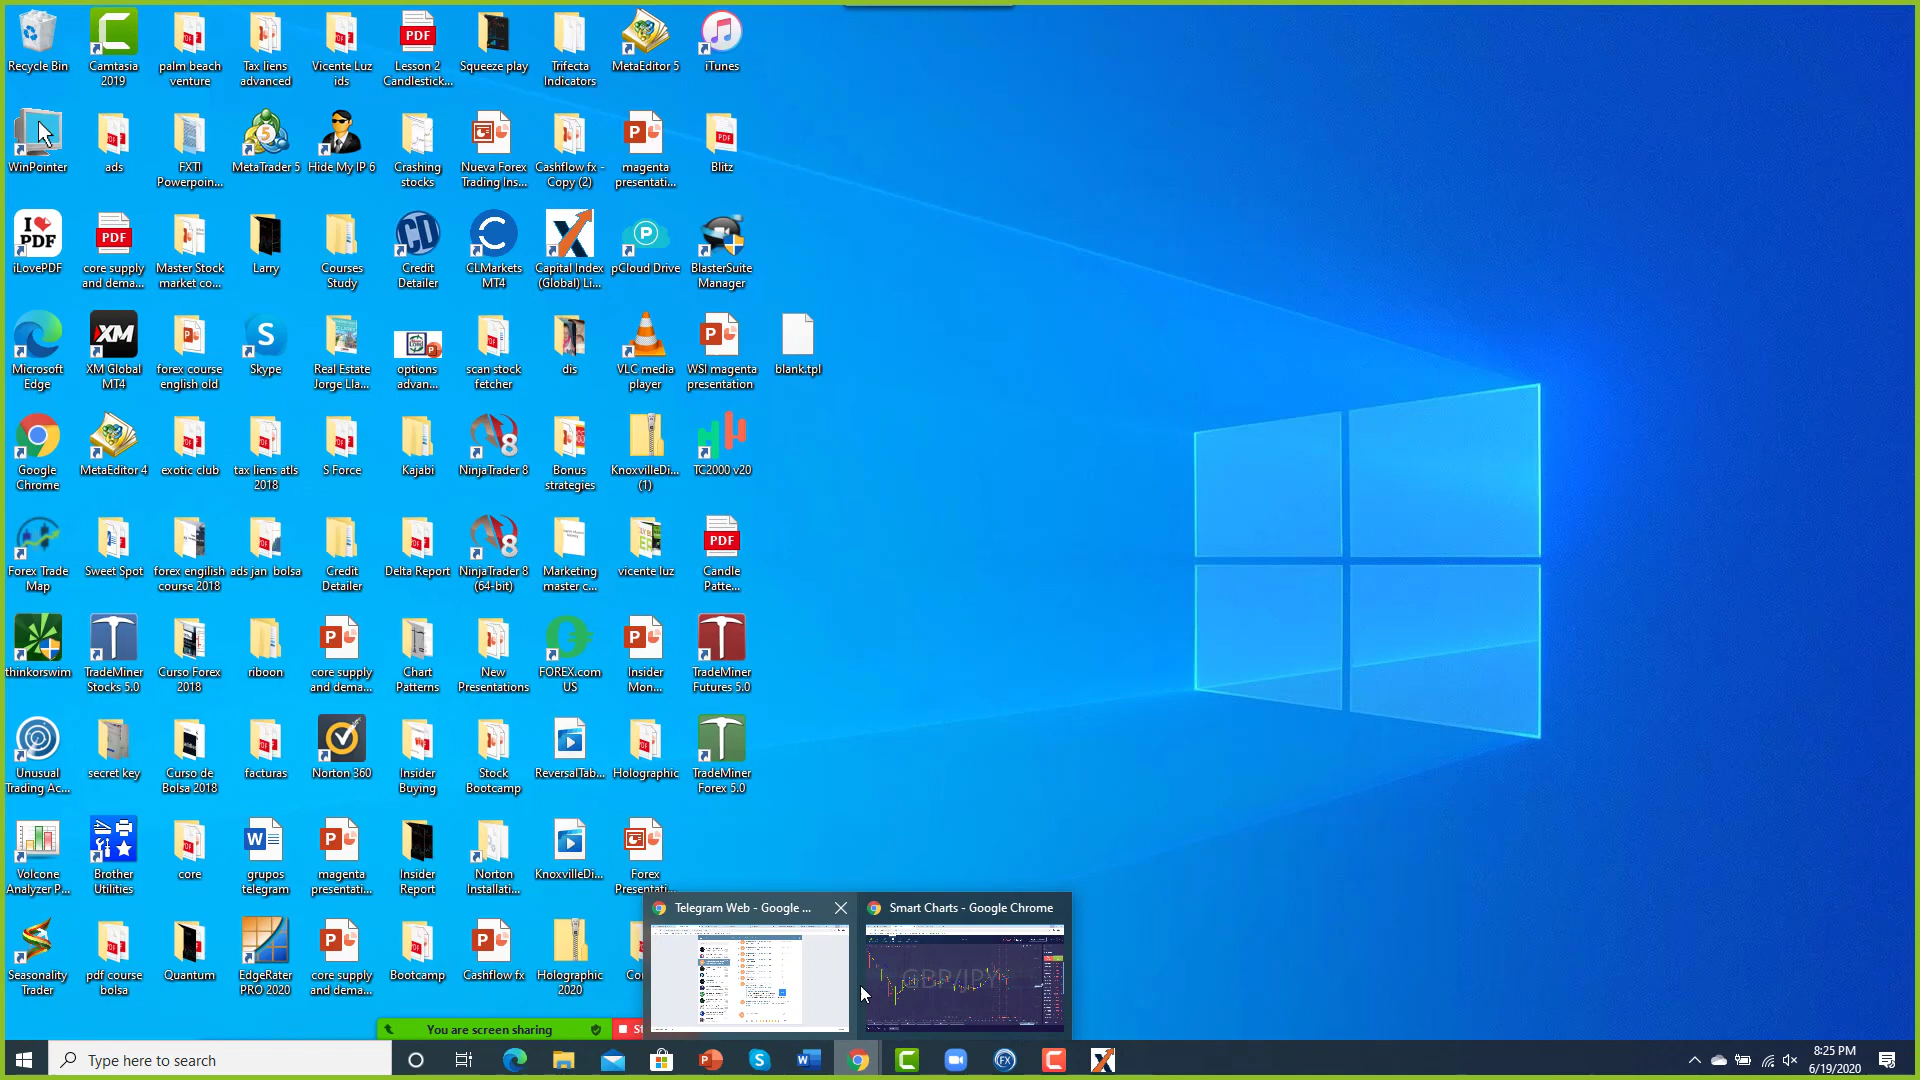 Recycle Bin
Camtasia
2019
palm beach
venture
Tax liens
advanced
Vicente Luz
ids
PDF
Lesson 2
Candlestick...
Squeeze play
Trifecta
Indicators
MetaEditor 5
iTunes
WinPointer
ads
FXTI
Powerpoin...
MetaTrader 5
Hide My IP 6
Crashing
stocks
Nueva Forex
Trading Ins...
Cashflow fx -
Copy (2)
magenta
presentati...
Blitz
I
PDF
iLovePDF
PDF
core supply
and dema...
Master Stock
market co...
Larry
Courses
Study
CD
Credit
Detailer
CLMarkets
MT4
Capital Index
(Global) Li...
pCloud Drive
BlasterSuite
Manager
Microsoft
Edge
XM
XM Global
MT4
forex course
english old
Skype
Real Estate
Jorge Lla...
options
advan...
scan stock
fetcher
dis
VLC media
player
WSI magenta
presentation
blank.tpl
Google
Chrome
MetaEditor 4
exotic club
tax liens atls
2018
S Force
Kajabi
NinjaTrader 8
Bonus
strategies
KnoxvilleDi...
(1)
TC2000 v20
Forex Trade
Map
Sweet Spot
forex engilish
course 2018
ads jan bolsa
Credit
Detailer
Delta Report
NinjaTrader 8
(64-bit)
Marketing
master c...
vicente luz
PDF
Candle
Patte...
thinkorswim
TradeMiner
Stocks 5.0
Curso Forex
2018
riboon
core supply
and dema...
Chart
Patterns
New
Presentations
FOREX.com
US
Insider
Mon...
TradeMiner
Futures 5.0
Unusual
Trading Ac...
secret key
Curso de
Bolsa 2018
facturas
Norton 360
Insider
Buying
Stock
Bootcamp
ReversalTab...
Holographic
TradeMiner
Forex 5.0
Volcone
Analyzer P...
Brother
Utilities
core
grupos
telegram
magenta
presentati...
Insider
Report
Norton
Installati...
KnoxvilleDi...
Forex
Presentati...
Telegram Web - Google ...
Smart Charts - Google Chrome
GBP/JPY
Seasonality
Trader
pdf course
bolsa
Quantum
EdgeRater
PRO 2020
core supply
and dema...
Bootcamp
Cashflow fx
Holographic
2020
Co
You are screen sharing
St
Type here to search
8:25 PM
6/19/2020